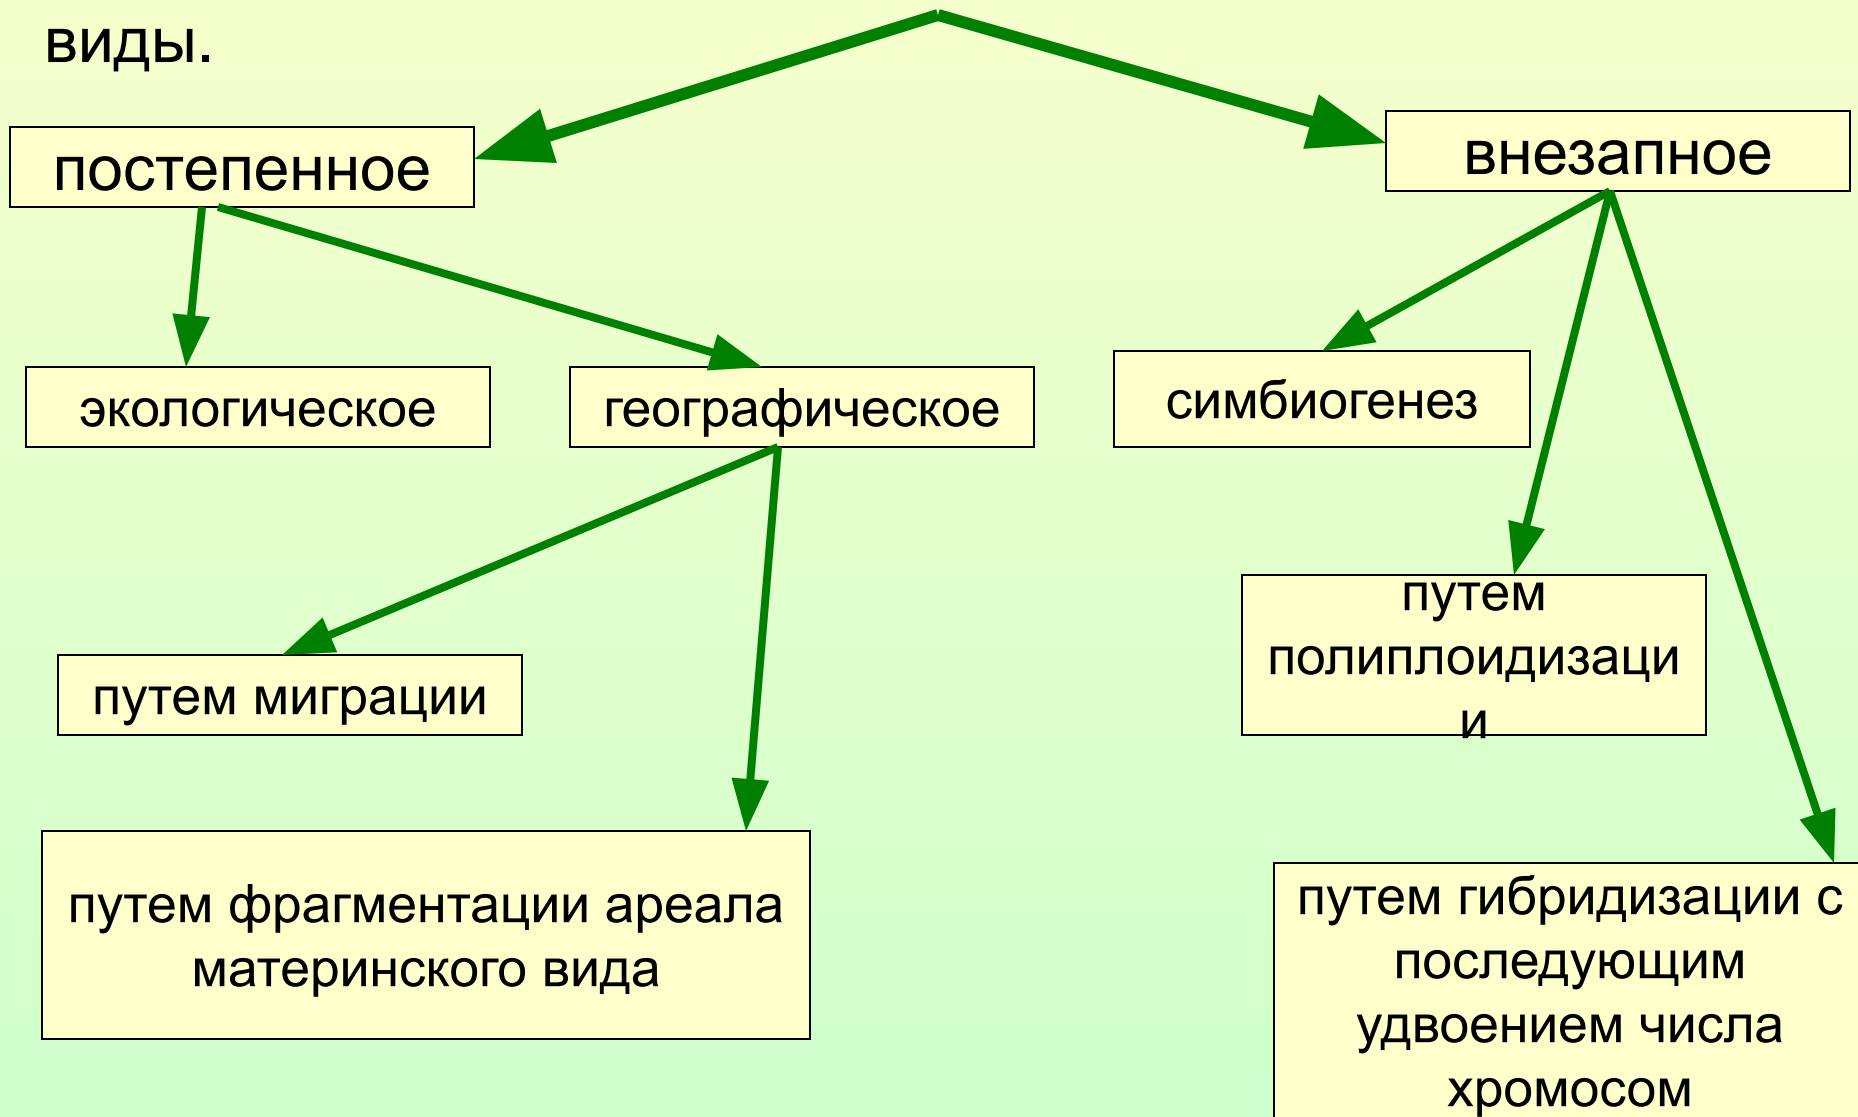 виды.
постепенное
внезапное
экологическое
географическое
симбиогенез
путем миграции
путем
полиплоидизаци
и
путем фрагментации ареала
материнского вида
путем гибридизации с
последующим
удвоением числа
хромосом